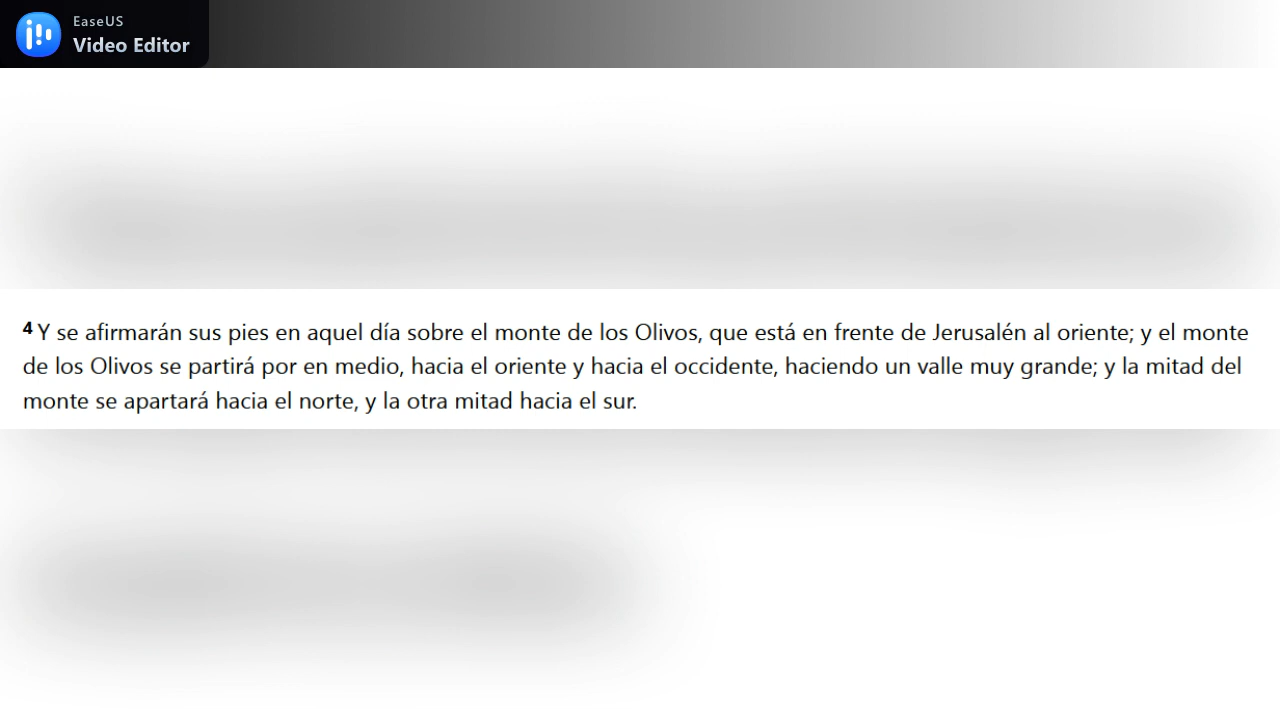 EaseUS
Video Editor
4 Y se afirmarán sus pies en aquel día sobre el monte de los Olivos, que está en frente de Jerusalén al oriente; y el monte
de los Olivos se partirá por en medio, hacia el oriente y hacia el occidente, haciendo un valle muy grande; y la mitad del
monte se apartará hacia el norte, y la otra mitad hacia el sur.